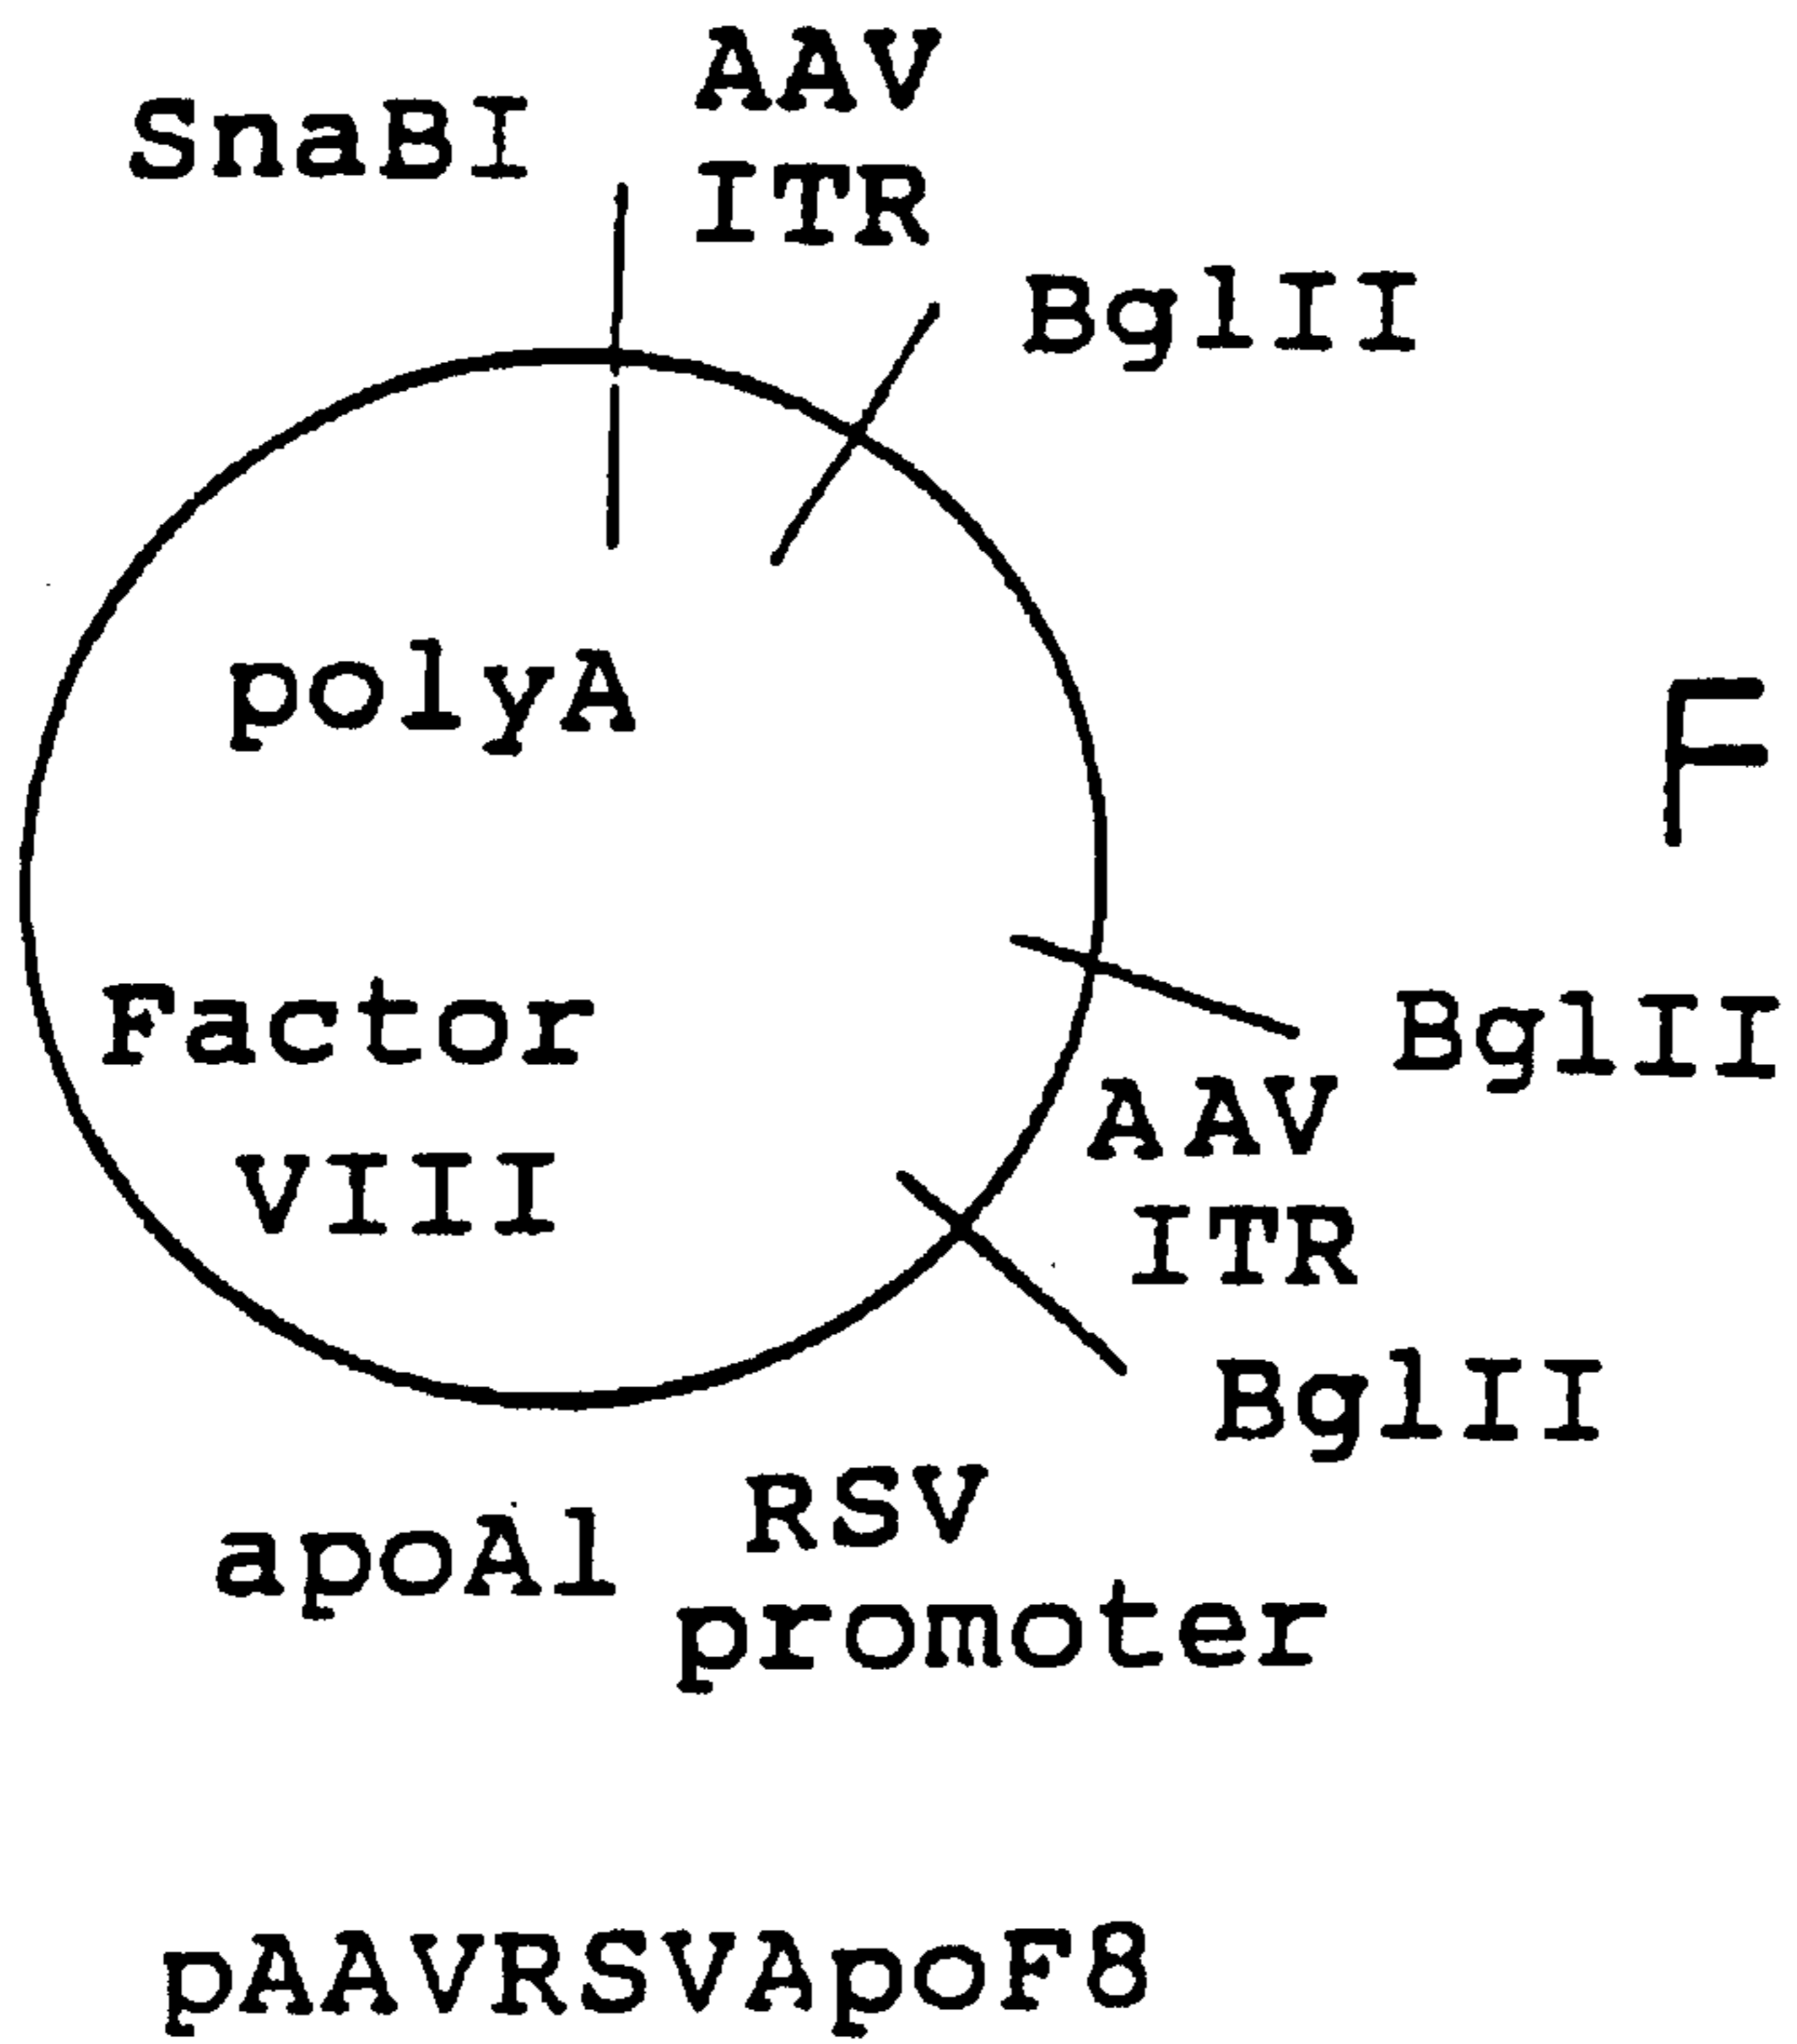 AAV
SnaBI
ITR
BglII
polyA
F
Factor
BglII
AAV
VIII
ITR
BglII
RSV
apoAl
promoter
pAAVRSVApoF8